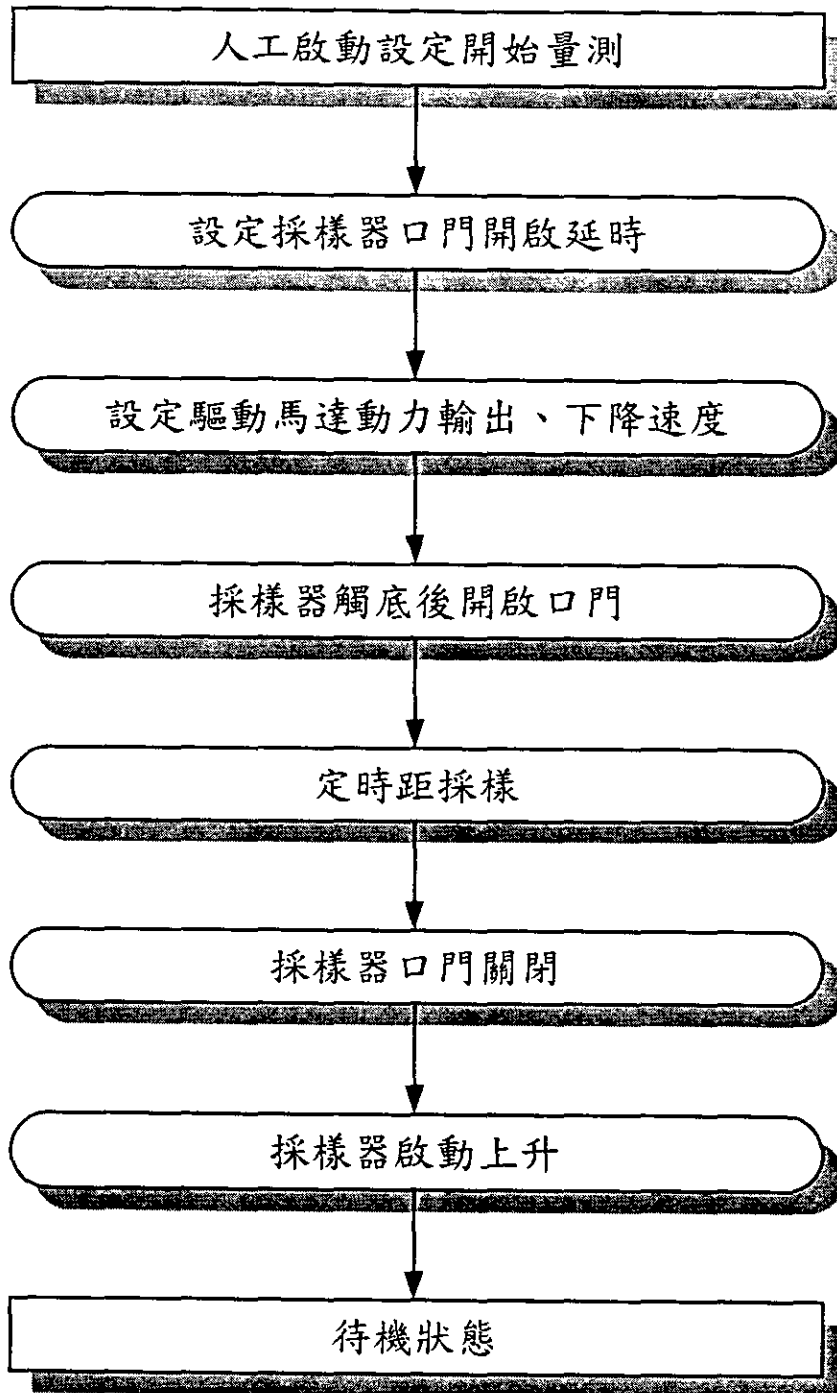 人工啟動設定開始量測
設定採樣器口門開啟延時
設定驅動馬達動力輸出、下降速度
採樣器觸底後開啟口門
定時距採樣
採樣器口門關閉
採樣器啟動上升
待機狀態